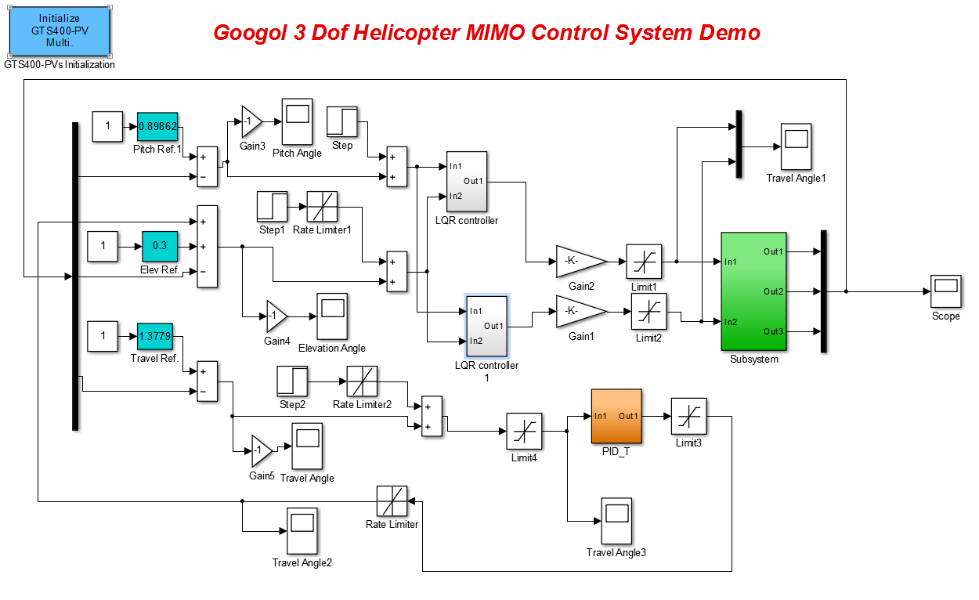 Initialize
GTS400-PV
Multi.
GTS400-PVs Initialization
Googol 3 Dof Helicopter MIMO Control System Demo
1
0.89862
Pitch Ref.1
+
−
-1
Gain3
Pitch Angle
Step
+
+
In1
In2
Out1
LQR controller
Travel Angle1
Step1
Rate Limiter1
1
0.3
Elev Ref.
+
+
−
+
+
-K-
Gain2
Limit1
In1
In2
Out1
Out2
Out3
Subsystem
Scope
-1
Gain4
Elevation Angle
In1
In2
Out1
LQR controller
1
-K-
Gain1
Limit2
1
1.3779
Travel Ref.
+
−
Step2
Rate Limiter2
+
+
Limit4
In1
Out1
PID_T
Limit3
-1
Gain5
Travel Angle
Rate Limiter
Travel Angle2
Travel Angle3